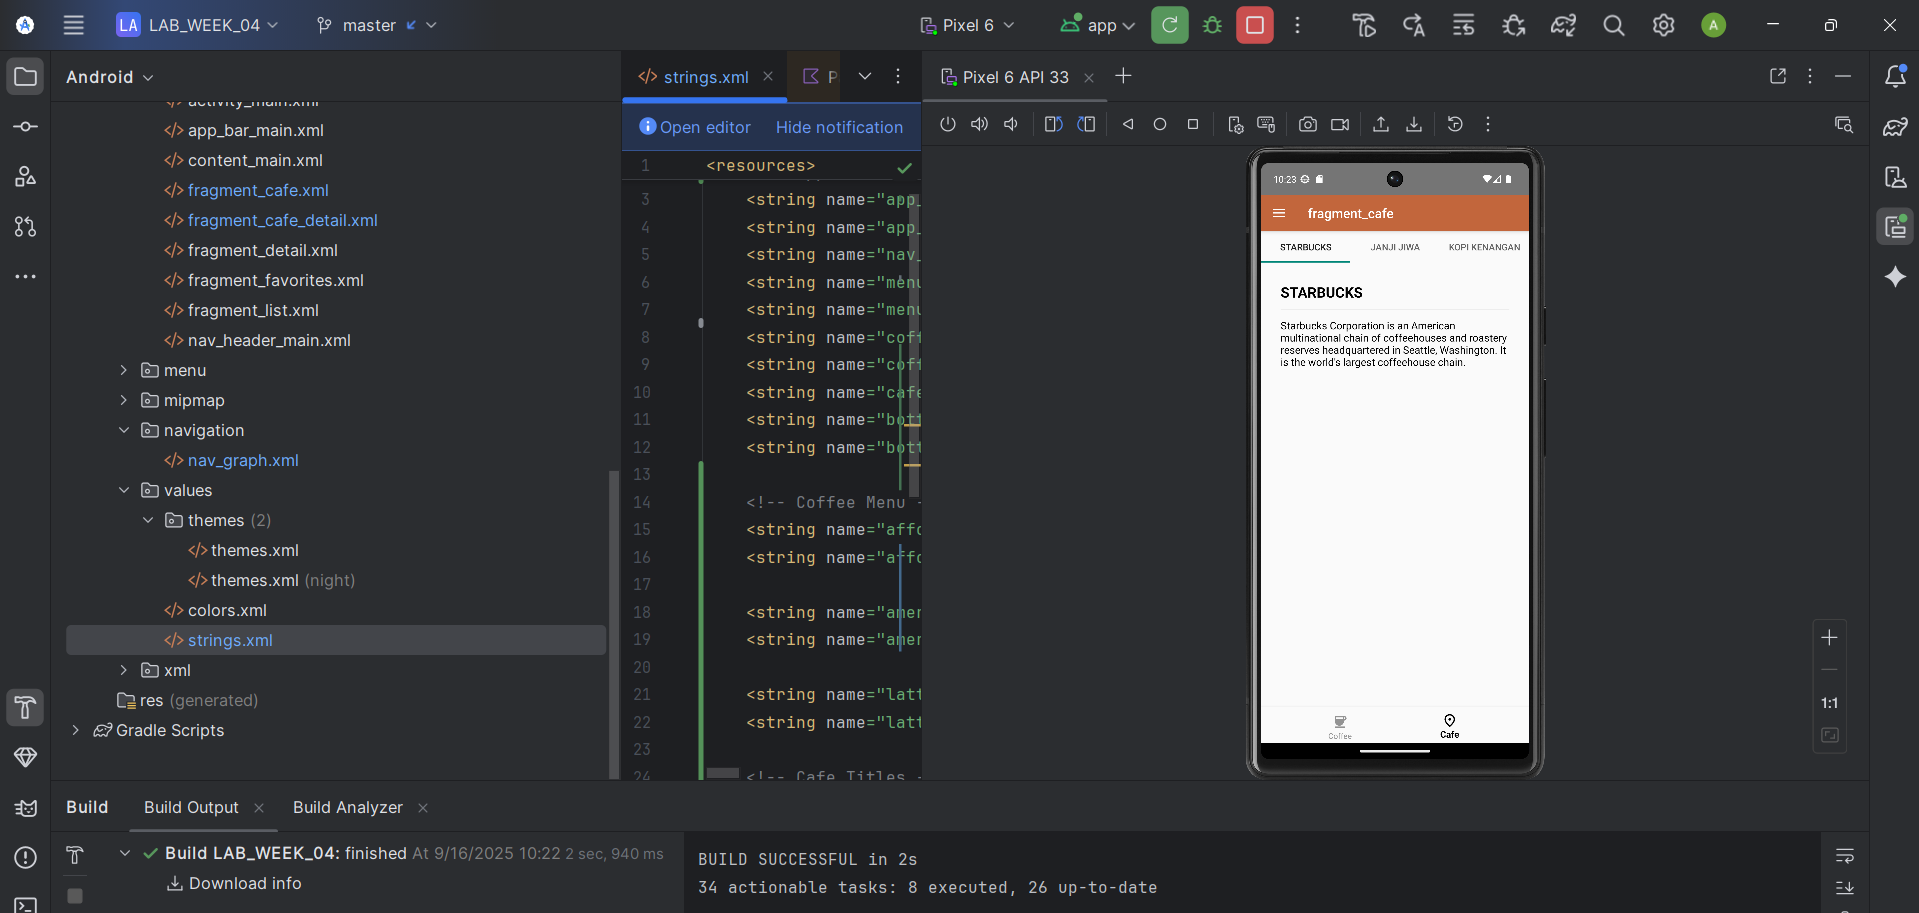 LA LAB_WEEK_04
master
Pixel 6
app
A
Android
activity_main.xml
app_bar_main.xml
content_main.xml
fragment_cafe.xml
fragment_cafe_detail.xml
fragment_detail.xml
fragment_favorites.xml
fragment_list.xml
nav_header_main.xml
menu
mipmap
navigation
nav_graph.xml
values
themes (2)
themes.xml
themes.xml (night)
colors.xml
strings.xml
xml
res (generated)
Gradle Scripts
strings.xml
P
Open editor Hide notification
1 <resources>
3 <string name="app_
4 <string name="app_
5 <string name="nav_
6 <string name="menu
7 <string name="menu
8 <string name="coff
9 <string name="coff
10 <string name="cafe
11 <string name="bott
12 <string name="bott
13
14 <!-- Coffee Menu -
15 <string name="affo
16 <string name="affo
17
18 <string name="amer
19 <string name="amer
20
21 <string name="latt
22 <string name="latt
23
24 <!-- Cafe Titles -
Pixel 6 API 33
10:23
fragment_cafe
STARBUCKS JANJI JIWA KOPI KENANGAN
STARBUCKS
Starbucks Corporation is an American
multinational chain of coffeehouses and roastery
reserves headquartered in Seattle, Washington. It
is the world's largest coffeehouse chain.
Coffee Cafe
1:1
Build Build Output Build Analyzer
Build LAB_WEEK_04: finished At 9/16/2025 10:22 2 sec, 940 ms
Download info
BUILD SUCCESSFUL in 2s
34 actionable tasks: 8 executed, 26 up-to-date